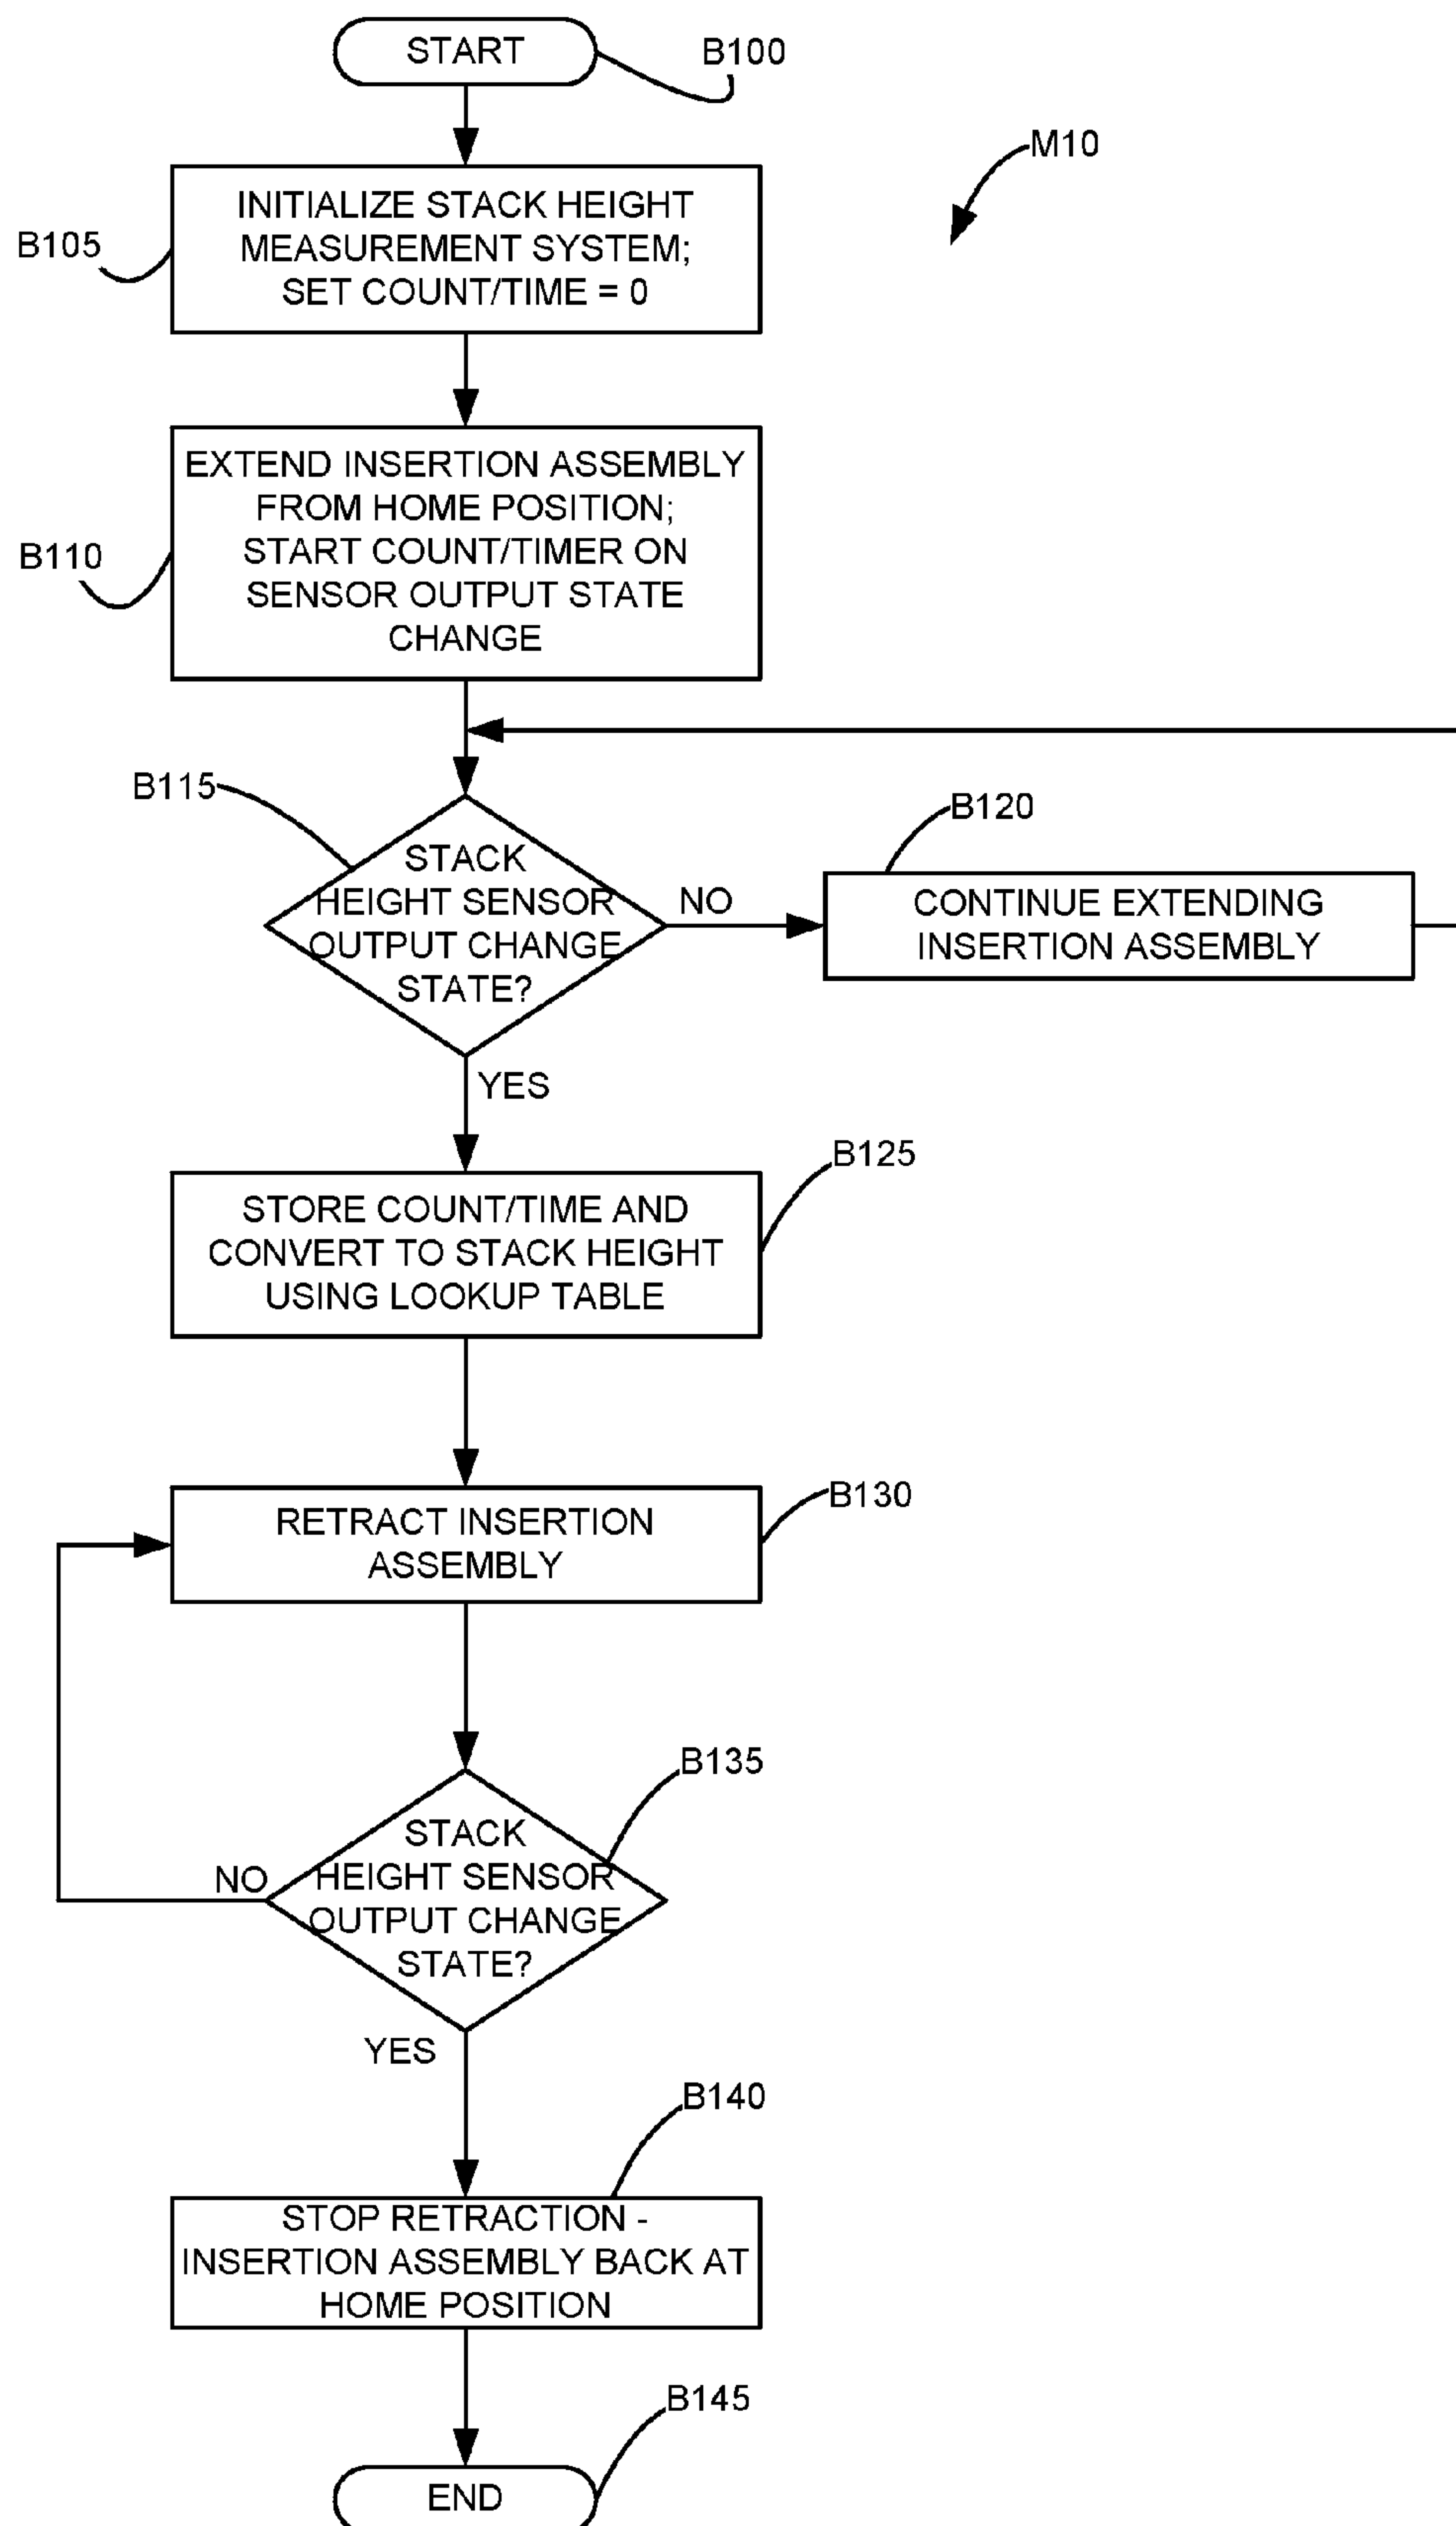 START
B100
M10
INITIALIZE STACK HEIGHT
MEASUREMENT SYSTEM;
SET COUNT/TIME = 0
B105
EXTEND INSERTION ASSEMBLY
FROM HOME POSITION;
START COUNT/TIMER ON
SENSOR OUTPUT STATE
CHANGE
B110
B115
STACK
HEIGHT SENSOR
OUTPUT CHANGE
STATE?
NO
B120
CONTINUE EXTENDING
INSERTION ASSEMBLY
YES
B125
STORE COUNT/TIME AND
CONVERT TO STACK HEIGHT
USING LOOKUP TABLE
B130
RETRACT INSERTION
ASSEMBLY
B135
STACK
HEIGHT SENSOR
OUTPUT CHANGE
STATE?
NO
YES
B140
STOP RETRACTION -
INSERTION ASSEMBLY BACK AT
HOME POSITION
B145
END